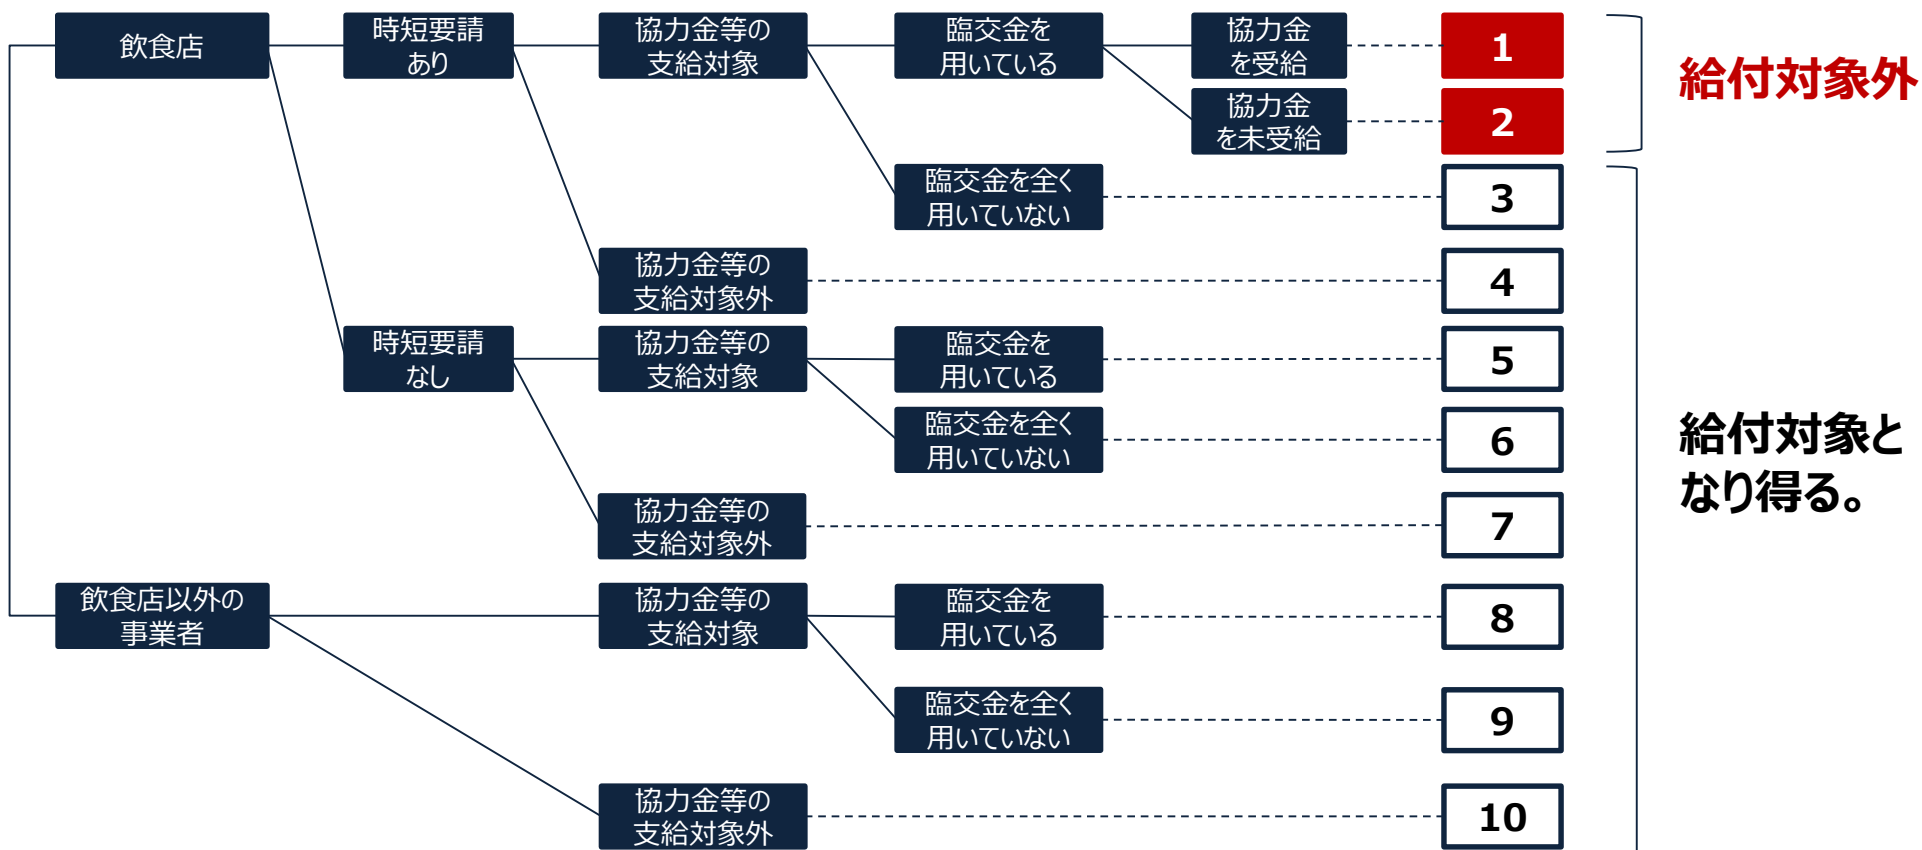 飲食店
時短要請
あり
協力金等の
支給対象
臨交金を
用いている
協力金
を受給
1
給付対象外
協力金
を未受給
2
臨交金を全く
用いていない
3
協力金等の
支給対象外
4
時短要請
なし
協力金等の
支給対象
臨交金を
用いている
5
臨交金を全く
用いていない
6
給付対象と
なり得る。
協力金等の
支給対象外
7
飲食店以外の
事業者
協力金等の
支給対象
臨交金を
用いている
8
臨交金を全く
用いていない
9
協力金等の
支給対象外
10